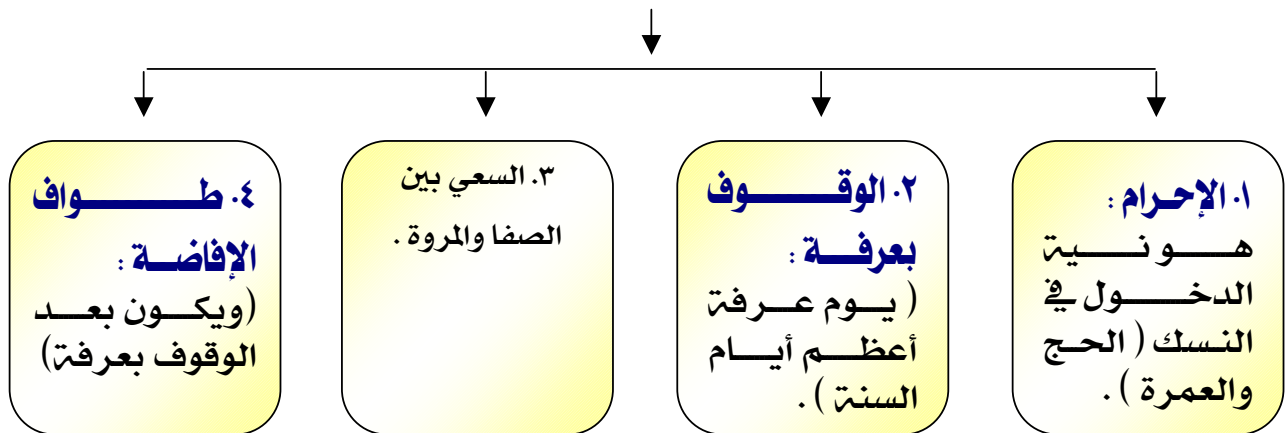 ١. الإحرام :
هو نية
الدخول في
النسك ( الحج
والعمرة ) .
٢. الوقوف
بعرفة :
( يوم عرفة
أعظم أيام
السنة ) .
٣. السعي بين
الصفا والمروة .
٤. طواف
الإفاضة :
(ويكون بعد
الوقوف بعرفة)